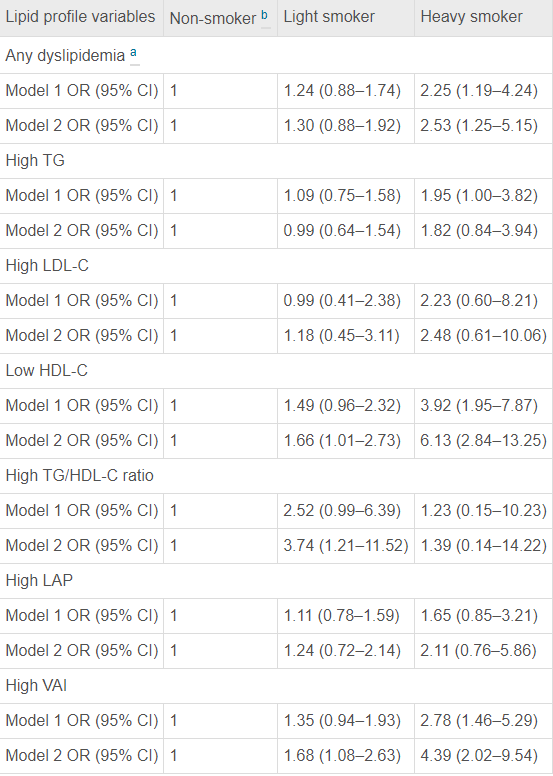 Lipid profile variables Non-smoker b Light smoker Heavy smoker
Any dyslipidemia a
Model 1 OR (95% CI) 1 1.24 (0.88–1.74) 2.25 (1.19–4.24)
Model 2 OR (95% CI) 1 1.30 (0.88–1.92) 2.53 (1.25–5.15)
High TG
Model 1 OR (95% CI) 1 1.09 (0.75–1.58) 1.95 (1.00–3.82)
Model 2 OR (95% CI) 1 0.99 (0.64–1.54) 1.82 (0.84–3.94)
High LDL-C
Model 1 OR (95% CI) 1 0.99 (0.41–2.38) 2.23 (0.60–8.21)
Model 2 OR (95% CI) 1 1.18 (0.45–3.11) 2.48 (0.61–10.06)
Low HDL-C
Model 1 OR (95% CI) 1 1.49 (0.96–2.32) 3.92 (1.95–7.87)
Model 2 OR (95% CI) 1 1.66 (1.01–2.73) 6.13 (2.84–13.25)
High TG/HDL-C ratio
Model 1 OR (95% CI) 1 2.52 (0.99–6.39) 1.23 (0.15–10.23)
Model 2 OR (95% CI) 1 3.74 (1.21–11.52) 1.39 (0.14–14.22)
High LAP
Model 1 OR (95% CI) 1 1.11 (0.78–1.59) 1.65 (0.85–3.21)
Model 2 OR (95% CI) 1 1.24 (0.72–2.14) 2.11 (0.76–5.86)
High VAI
Model 1 OR (95% CI) 1 1.35 (0.94–1.93) 2.78 (1.46–5.29)
Model 2 OR (95% CI) 1 1.68 (1.08–2.63) 4.39 (2.02–9.54)